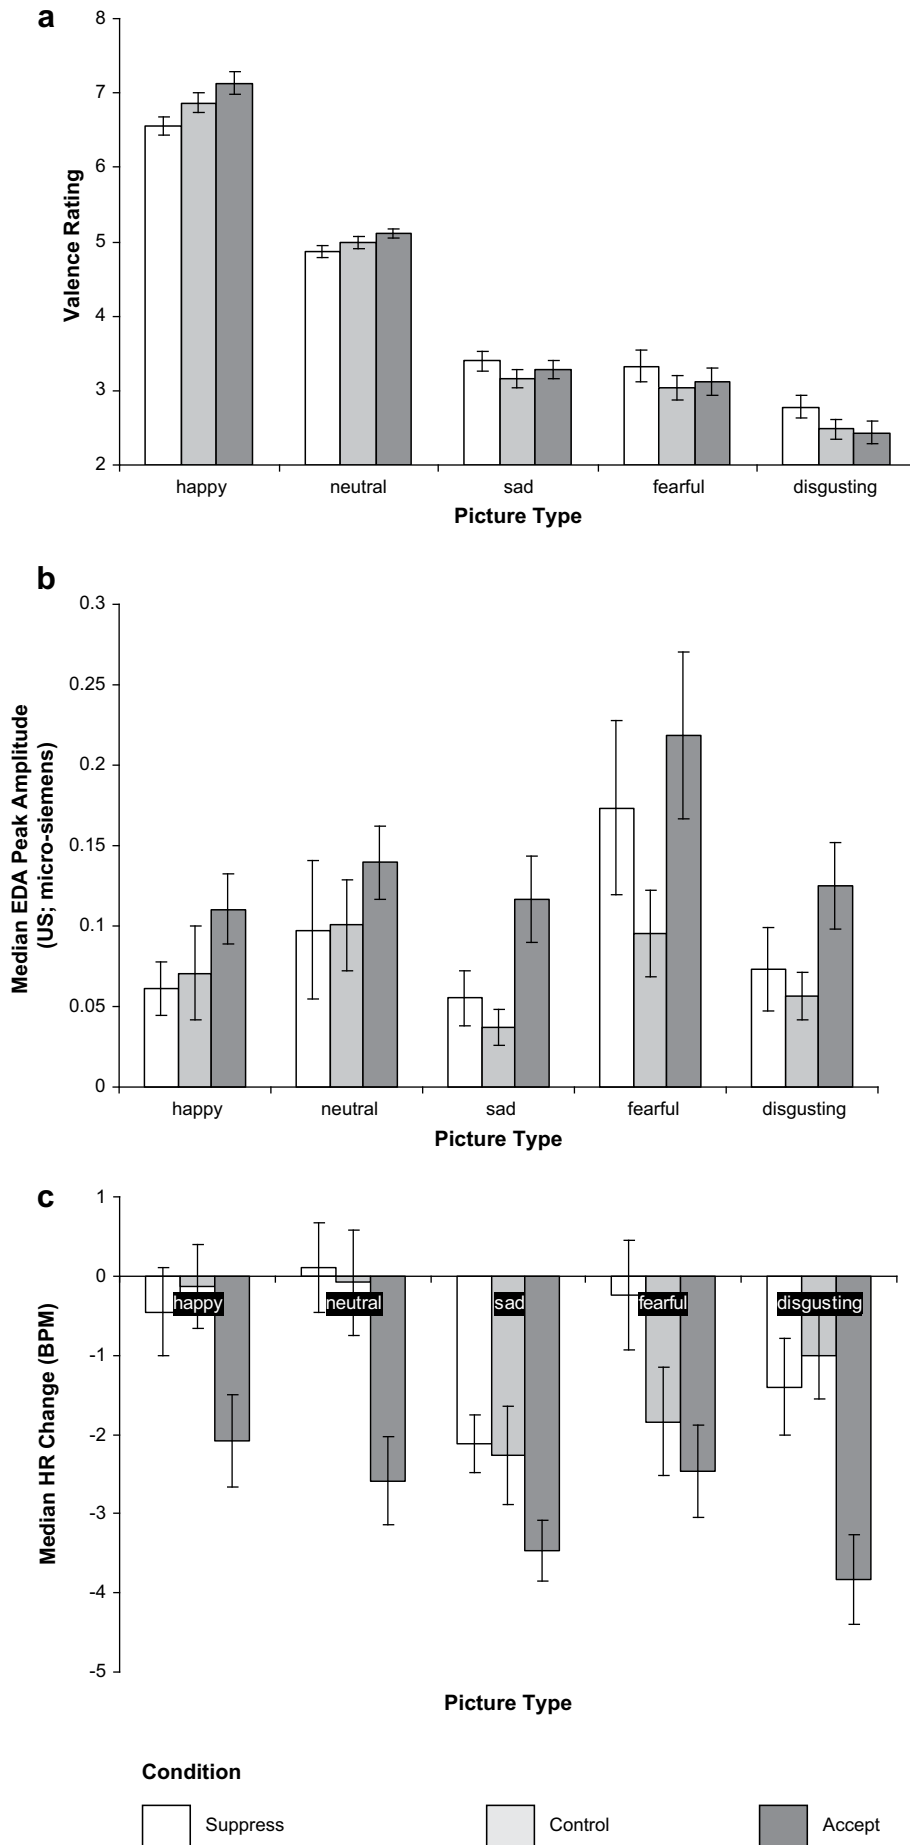 a
8
7
6
5
4
3
2
Valence Rating
happy neutral sad fearful disgusting
Picture Type
b
0.3
0.25
0.2
0.15
0.1
0.05
0
Median EDA Peak Amplitude
(US; micro-siemens)
happy neutral sad fearful disgusting
Picture Type
c
1
0
-1
-2
-3
-4
-5
Median HR Change (BPM)
happy neutral sad fearful disgusting
Picture Type
Condition
Suppress Control Accept